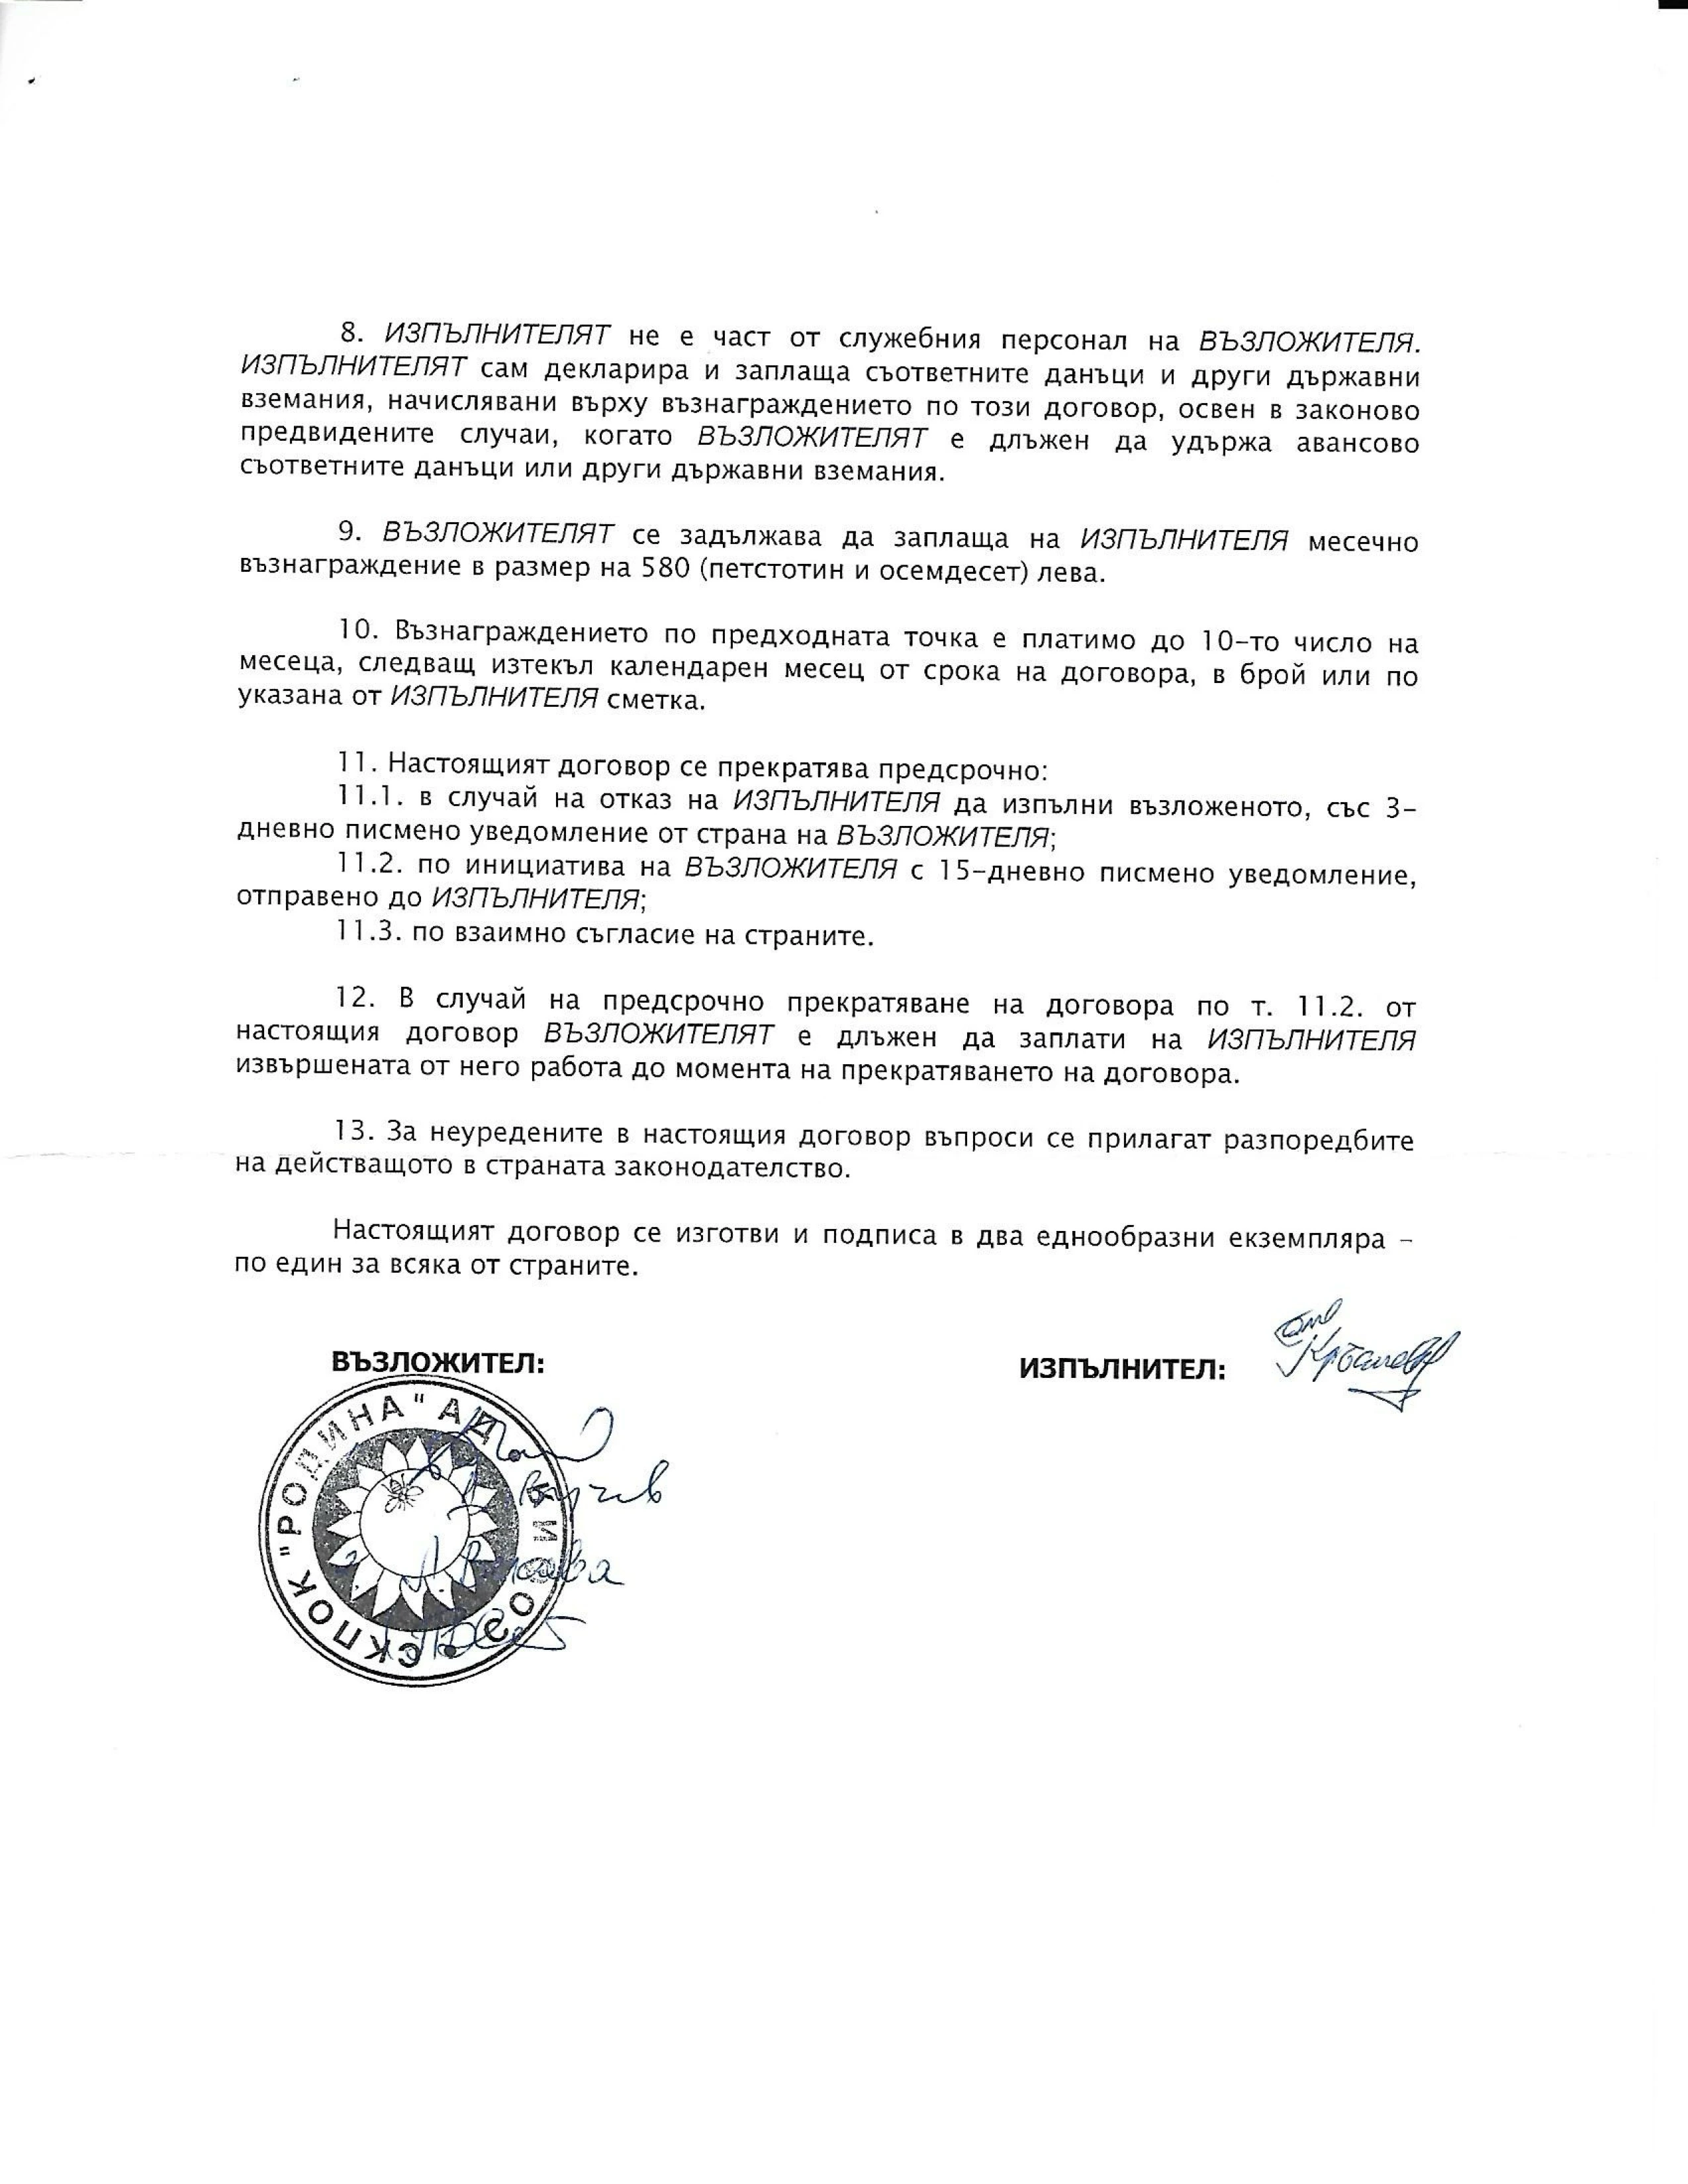 8. ИЗПЪЛНИТЕЛЯТ не е част от служебния персонал на ВЪЗЛОЖИТЕЛЯ.
ИЗПЪЛНИТЕЛЯТ сам декларира и заплаща съответните данъци и други държавни
вземания, начислявани върху възнаграждението по този договор, освен в законово
предвидените случаи, когато ВЪЗЛОЖИТЕЛЯТ е длъжен да удържа авансово
съответните данъци или други държавни вземания.
9. ВЪЗЛОЖИТЕЛЯТ се задължава да заплаща на ИЗПЪЛНИТЕЛЯ месечно
възнаграждение в размер на 580 (петстотин и осемдесет) лева.
10. Възнаграждението по предходната точка е платимо до 10-то число на
месеца, следващ изтекъл календарен месец от срока на договора, в брой или по
указана от ИЗПЪЛНИТЕЛЯ сметка.
11. Настоящият договор се прекратява предсрочно:
11.1. в случай на отказ на ИЗПЪЛНИТЕЛЯ да изпълни възложеното, със 3-
дневно писмено уведомление от страна на ВЪЗЛОЖИТЕЛЯ;
11.2. по инициатива на ВЪЗЛОЖИТЕЛЯ с 15-дневно писмено уведомление,
отправено до ИЗПЪЛНИТЕЛЯ;
11.3. по взаимно съгласие на страните.
12. В случай на предсрочно прекратяване на договора по т. 11.2. от
настоящия договор ВЪЗЛОЖИТЕЛЯТ е длъжен да заплати на ИЗПЪЛНИТЕЛЯ
извършената от него работа до момента на прекратяването на договора.
13. За неуредените в настоящия договор въпроси се прилагат разпоредбите
на действащото в страната законодателство.
Настоящият договор се изготви и подписа в два еднообразни екземпляра -
по един за всяка от страните.
ВЪЗЛОЖИТЕЛ:
ИЗПЪЛНИТЕЛ:
ЄКПОК "РОДИНА" АД